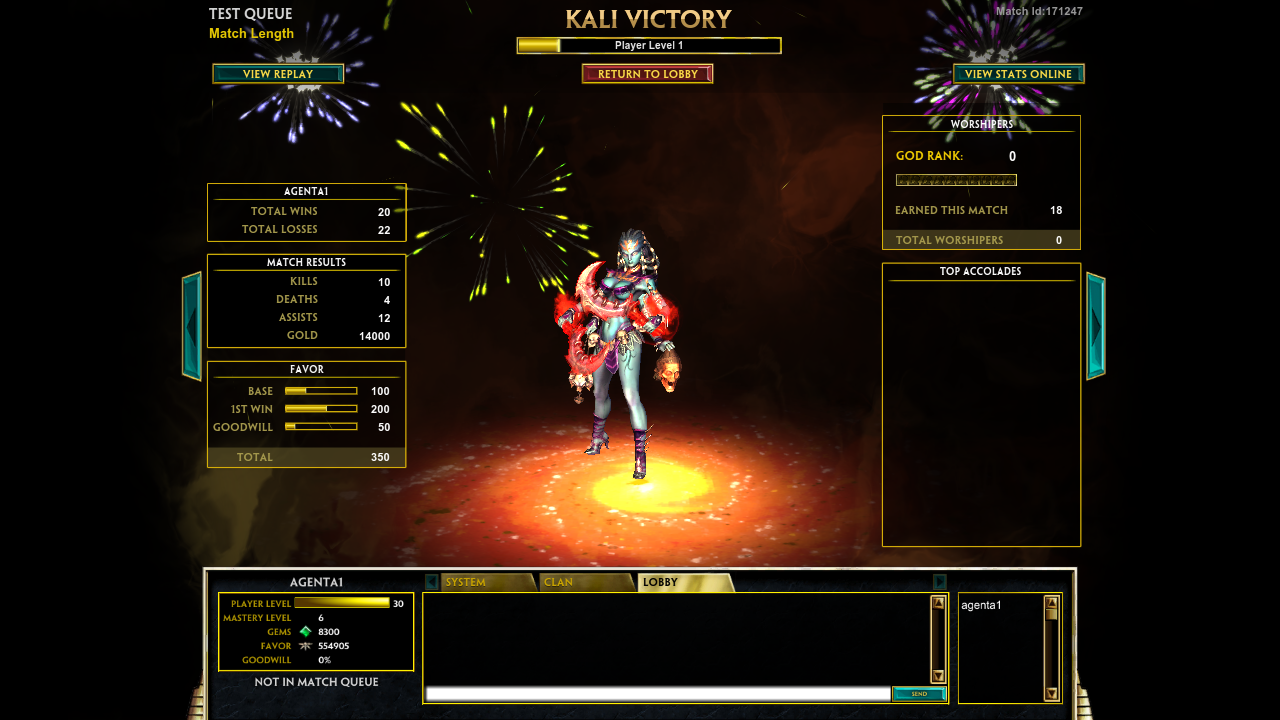 TEST QUEUE
Match Length
KALI VICTORY
Match Id:171247
Player Level 1
VIEW REPLAY
RETURN TO LOBBY
VIEW STATS ONLINE
AGENTA1
TOTAL WINS 20
TOTAL LOSSES 22
MATCH RESULTS
KILLS 10
DEATHS 4
ASSISTS 12
GOLD 14000
FAVOR
BASE 100
1ST WIN 200
GOODWILL 50
TOTAL 350
WORSHIPERS
GOD RANK: 0
EARNED THIS MATCH 18
TOTAL WORSHIPERS 0
TOP ACCOLADES
AGENTA1
PLAYER LEVEL 30
MASTERY LEVEL 6
GEMS 8300
FAVOR 554905
GOODWILL 0%
NOT IN MATCH QUEUE
SYSTEM
CLAN
LOBBY
agenta1
SEND